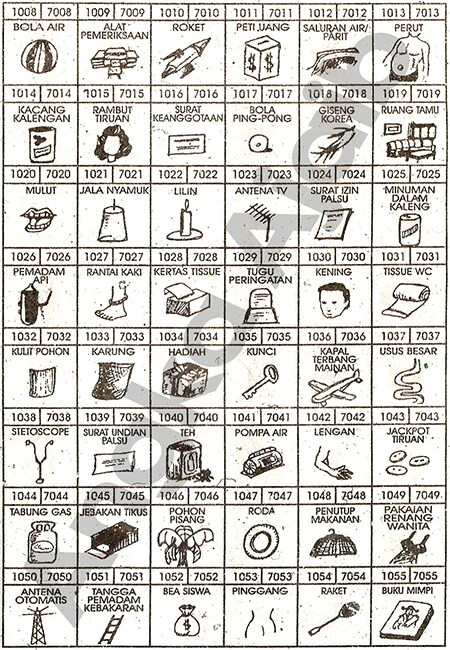 1008 7008 1009 7009 1010 7010 1011 7011 1012 7012 1013 7013
BOLA AIR
ALAT
PEMERIKSAAN
ROKET
PETI UANG
SALURAN AIR/
PARIT
PERUT
1014 7014 1015 7015 1016 7016 1017 7017 1018 7018 1019 7019
KACANG
KALENGAN
RAMBUT
TIRUAN
SURAT
KEANGGOTAAN
BOLA
PING-PONG
GISENG
KOREA
RUANG TAMU
1020 7020 1021 7021 1022 7022 1023 7023 1024 7024 1025 7025
MULUT
JALA NYAMUK
LILIN
ANTENA TV
SURAT IZIN
PALSU
MINUMAN
DALAM
KALENG
1026 7026 1027 7027 1028 7028 1029 7029 1030 7030 1031 7031
PEMADAM
API
RANTAI KAKI
KERTAS TISSUE
TUGU
PERINGATAN
KENING
TISSUE WC
1032 7032 1033 7033 1034 7034 1035 7035 1036 7036 1037 7037
KULIT POHON
KARUNG
HADIAH
KUNCI
KAPAL
TERBANG
MAINAN
USUS BESAR
1038 7038 1039 7039 1040 7040 1041 7041 1042 7042 1043 7043
STETOSCOPE
SURAT UNDIAN
PALSU
TEH
POMPA AIR
LENGAN
JACKPOT
TIRUAN
1044 7044 1045 7045 1046 7046 1047 7047 1048 7048 1049 7049
TABUNG GAS
JEBAKAN TIKUS
POHON
PISANG
RODA
PENUTUP
MAKANAN
PAKAIAN
RENANG
WANITA
1050 7050 1051 7051 1052 7052 1053 7053 1054 7054 1055 7055
ANTENA
OTOMATIS
TANGGA
PEMADAM
KEBAKARAN
BEA SISWA
PINGGANG
RAKET
BUKU MIMPI